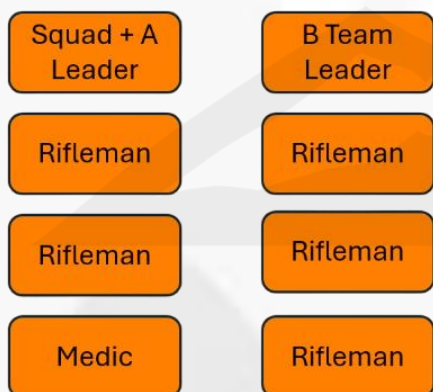 Squad + A
Leader
B Team
Leader
Rifleman
Rifleman
Rifleman
Rifleman
Medic
Rifleman